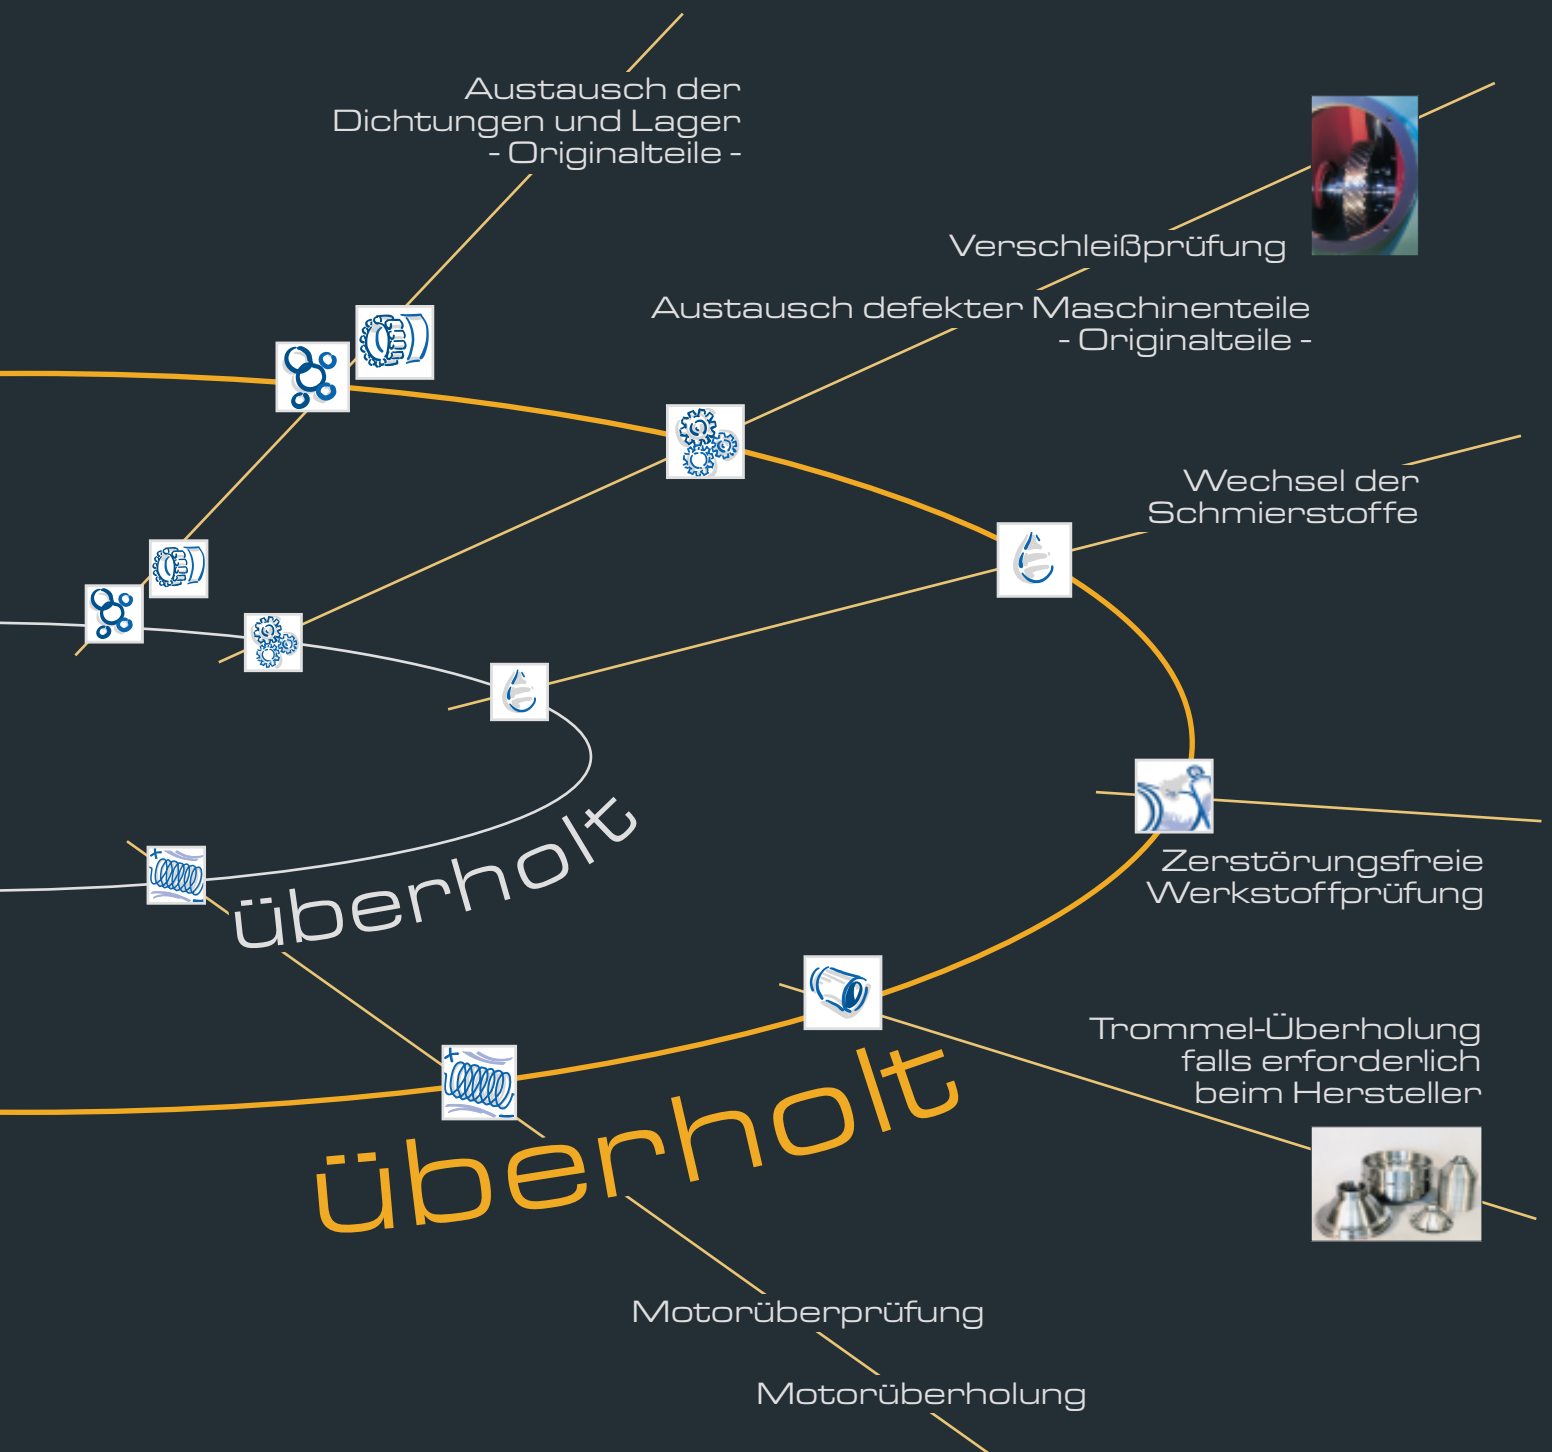 Austausch der
Dichtungen und Lager
- Originalteile -
Verschleißprüfung
Austausch defekter Maschinenteile
- Originalteile -
Wechsel der
Schmierstoffe
überholt
Zerstörungsfreie
Werkstoffprüfung
Trommel-Überholung
falls erforderlich
beim Hersteller
überholt
Motorüberprüfung
Motorüberholung